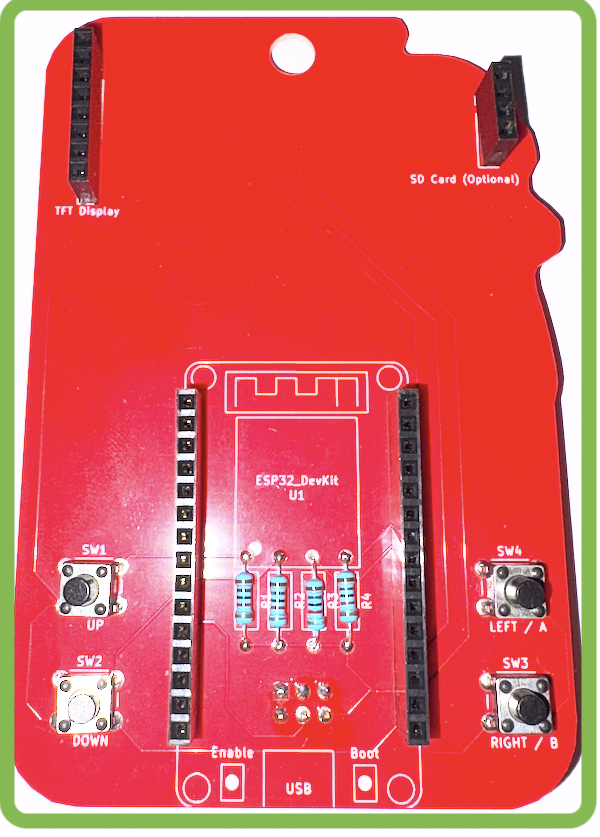 TFT Display
SD Card (Optional)
ESP32_DevKit
U1
SW1
UP
SW4
LEFT / A
R1
R2
R3
R4
SW2
DOWN
SW3
RIGHT / B
Enable
Boot
USB